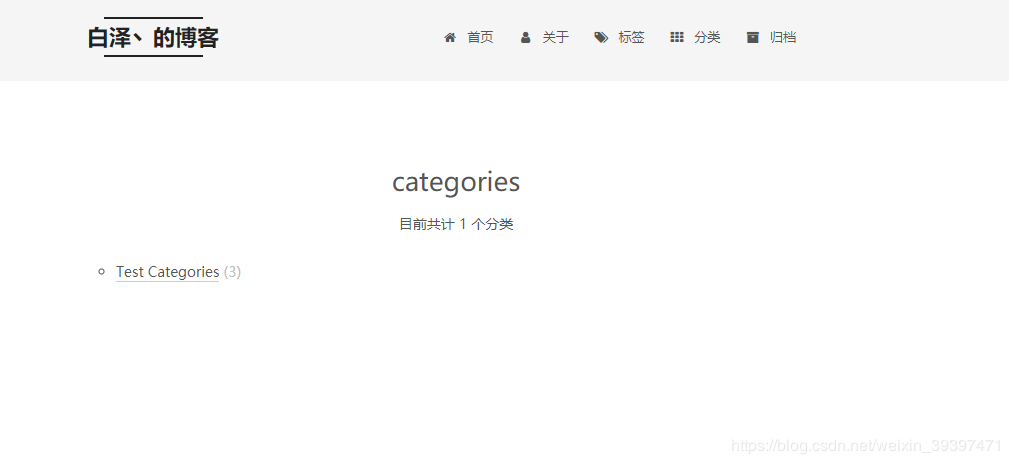 白泽丶的博客
首页 关于 标签 分类 归档
categories
目前共计 1 个分类
Test Categories (3)
https://blog.csdn.net/weixin_39397471